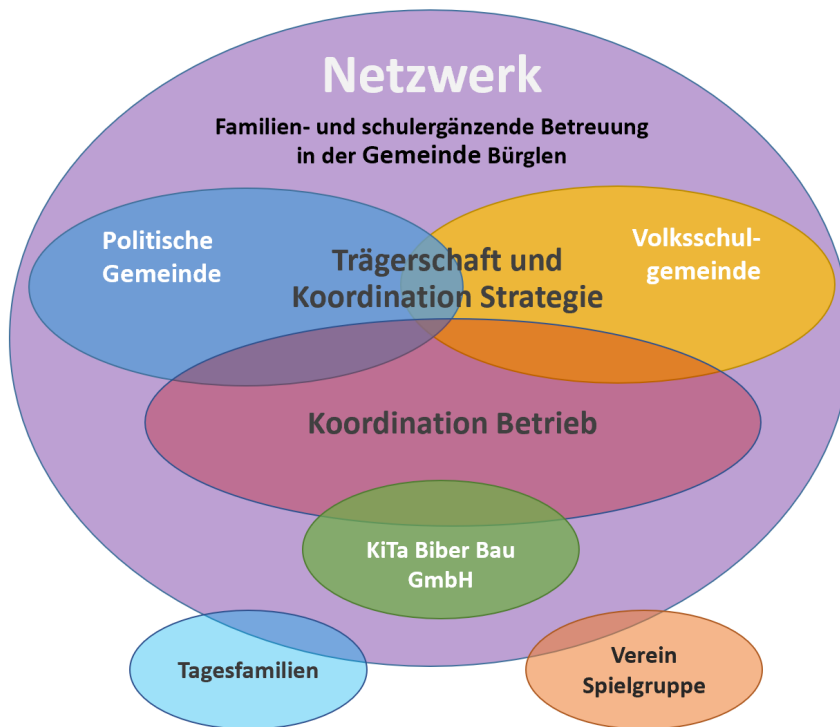 Netzwerk
Familien- und schulergänzende Betreuung
in der Gemeinde Bürglen
Politische
Gemeinde
Trägerschaft und
Koordination Strategie
Volksschul-
gemeinde
Koordination Betrieb
KiTa Biber Bau
GmbH
Tagesfamilien
Verein
Spielgruppe